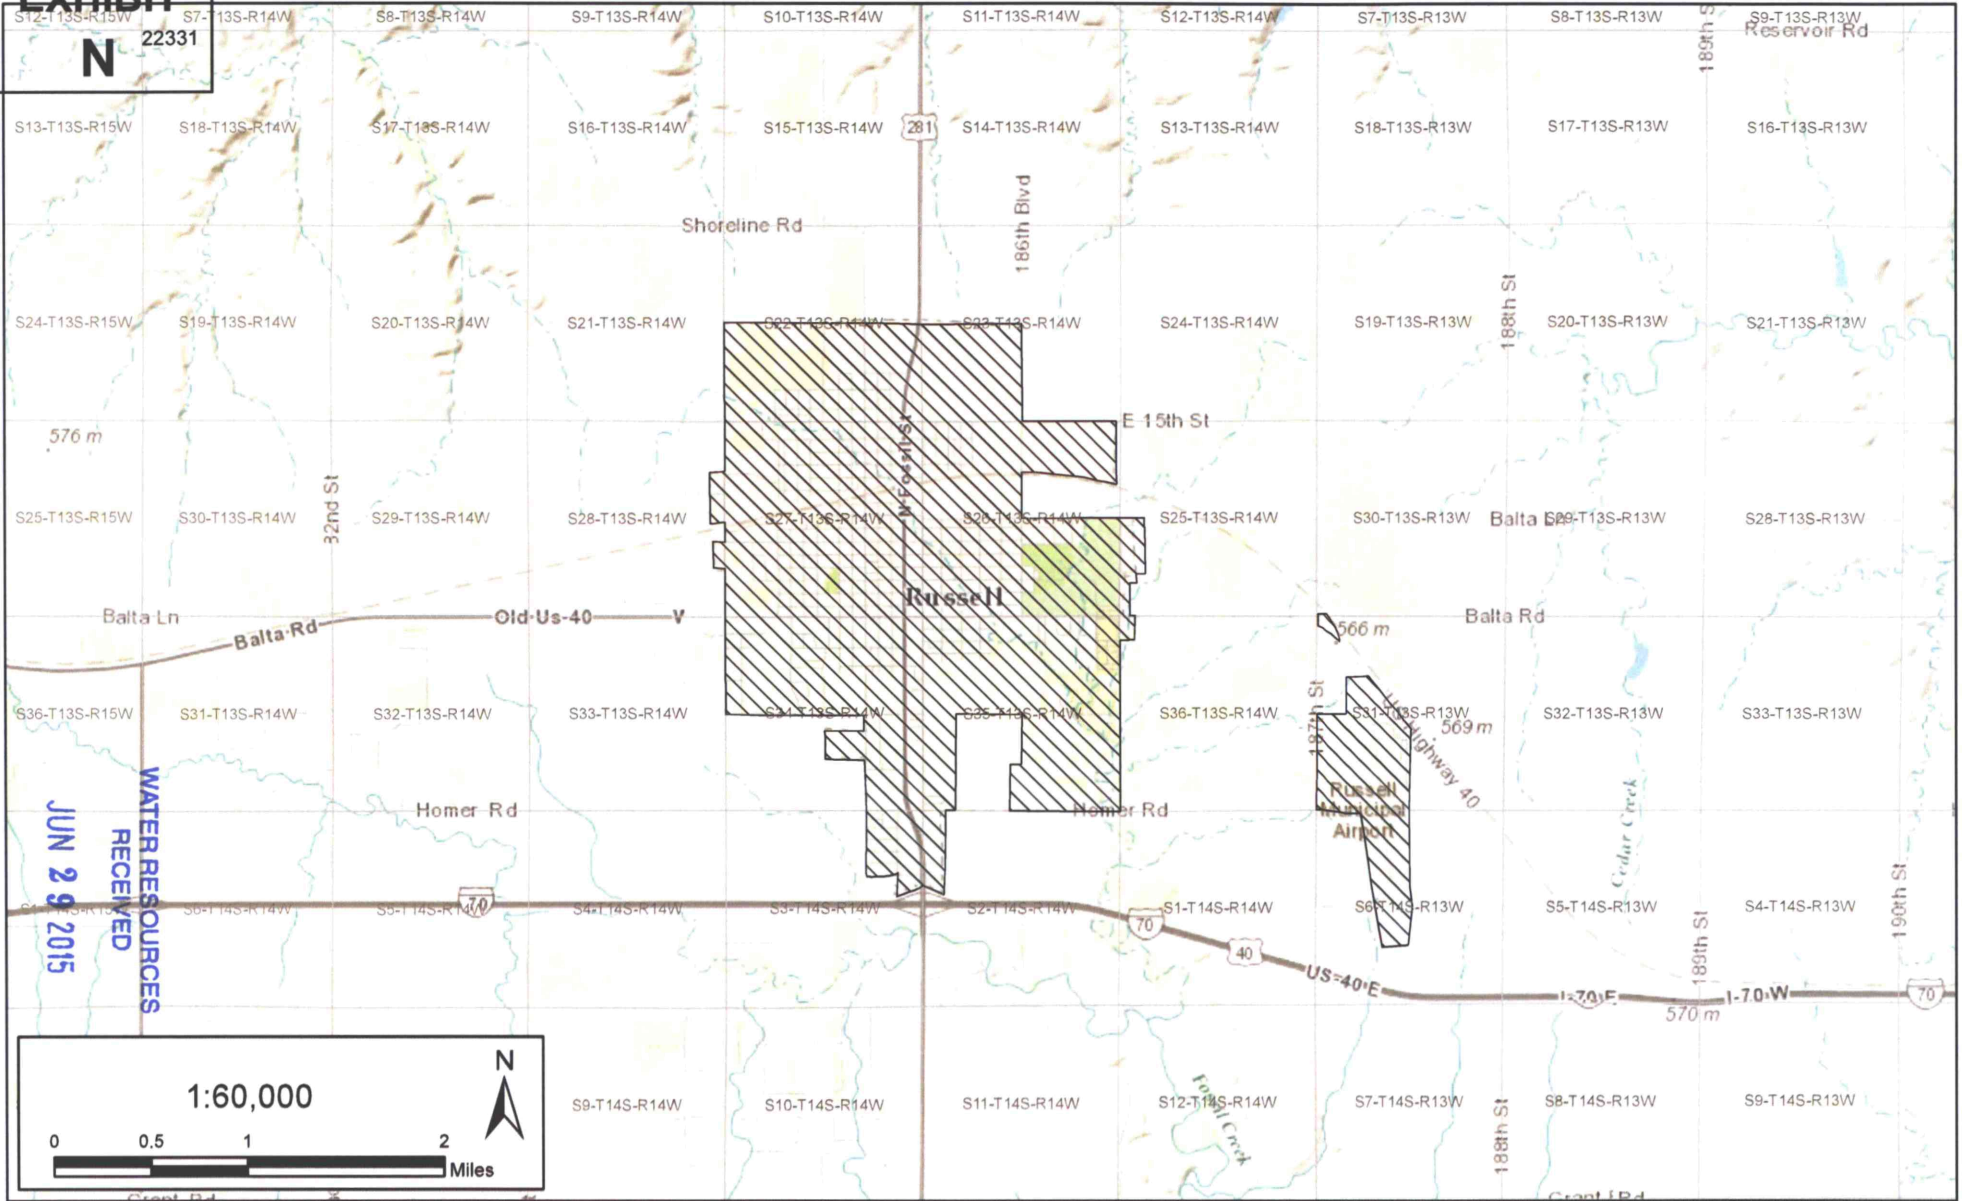 EXHIBIT
N
22331
S12-T13S-R15W S7-T13S-R14W S8-T13S-R14W S9-T13S-R14W S10-T13S-R14W S11-T13S-R14W S12-T13S-R14W S7-T13S-R13W S8-T13S-R13W S9-T13S-R13W
Reservoir Rd
189th S
S13-T13S-R15W S18-T13S-R14W S17-T13S-R14W S16-T13S-R14W S15-T13S-R14W 281 S14-T13S-R14W S13-T13S-R14W S18-T13S-R13W S17-T13S-R13W S16-T13S-R13W
Shoreline Rd
186th Blvd
188th St
S24-T13S-R15W S19-T13S-R14W S20-T13S-R14W S21-T13S-R14W S22-T13S-R14W S23-T13S-R14W S24-T13S-R14W S19-T13S-R13W S20-T13S-R13W S21-T13S-R13W
E 15th St
576 m
N Fossil St
82nd St
S25-T13S-R15W S30-T13S-R14W S29-T13S-R14W S28-T13S-R14W S27-T13S-R14W S26-T13S-R14W S25-T13S-R14W S30-T13S-R13W Balta Ln S29-T13S-R13W S28-T13S-R13W
Russell
Balta Ln
Balta Rd
Old Us-40
V
Balta Rd
566 m
S36-T13S-R15W S31-T13S-R14W S32-T13S-R14W S33-T13S-R14W S34-T13S-R14W S35-T13S-R14W S36-T13S-R14W S31-T13S-R13W S32-T13S-R13W S33-T13S-R13W
187th St
569 m
Highway 40
Russell
Municipal
Airport
Homer Rd
Homer Rd
Cedar Creek
190th St
WATER RESOURCES
RECEIVED
JUN 29 2015
S6-T14S-R14W S5-T14S-R14W 70 S4-T14S-R14W S3-T14S-R14W S2-T14S-R14W S1-T14S-R14W S6-T14S-R13W S5-T14S-R13W S4-T14S-R13W
70
40
US-40 E
I-70 E
I-70 W
70
189th St
570 m
1:60,000
N
0 0.5 1 2
Miles
S9-T14S-R14W S10-T14S-R14W S11-T14S-R14W S12-T14S-R14W S7-T14S-R13W S8-T14S-R13W S9-T14S-R13W
Fossil Creek
188th St
Grant Rd
Grant Rd